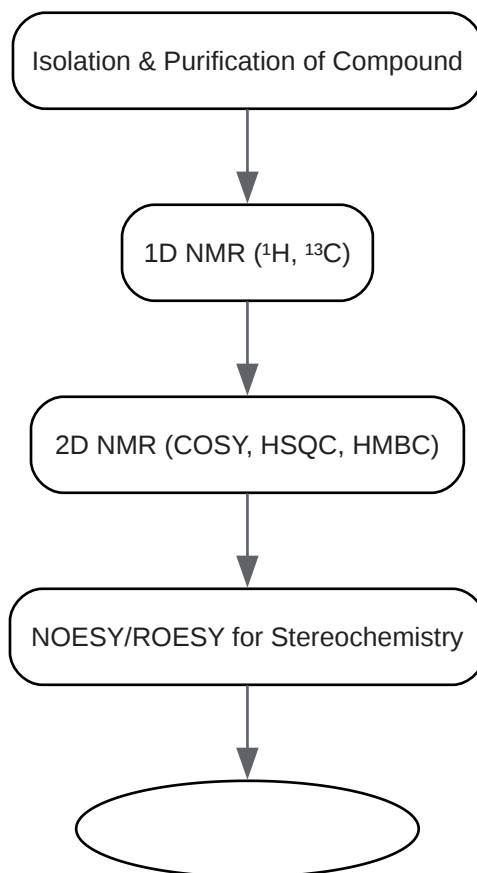 Isolation & Purification of Compound
1D NMR (¹H, ¹³C)
2D NMR (COSY, HSQC, HMBC)
NOESY/ROESY for Stereochemistry